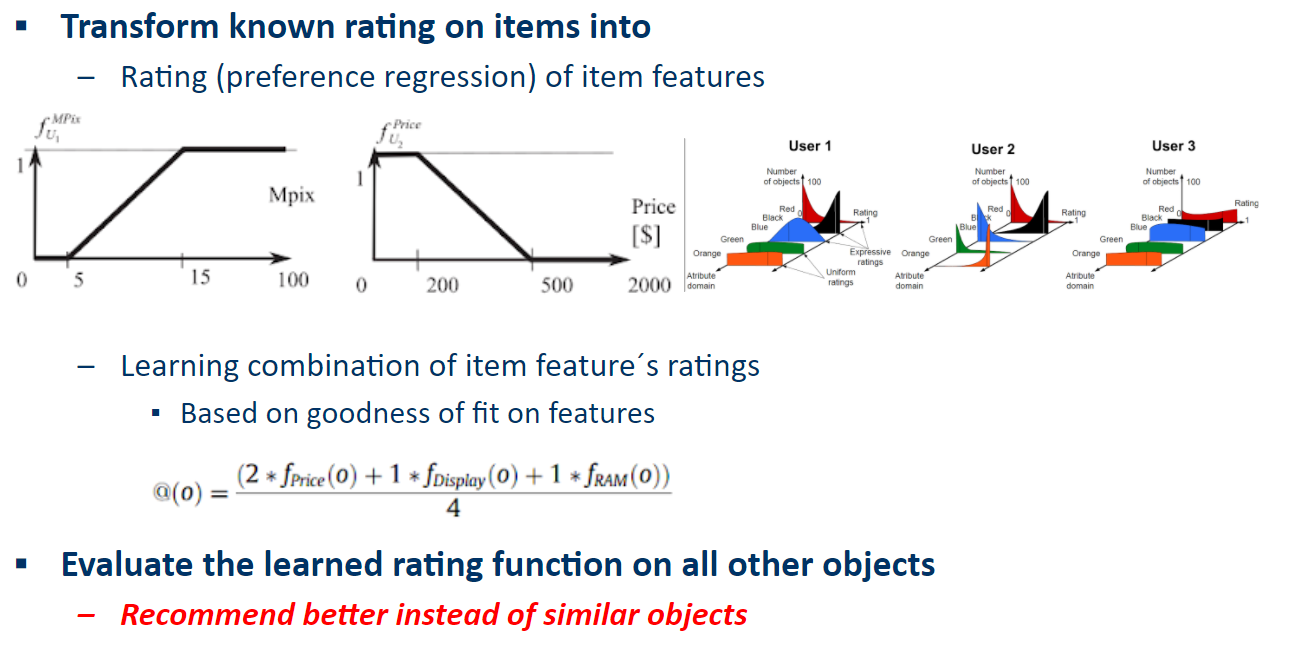 ▪ Transform known rating on items into
– Rating (preference regression) of item features
f_{U_1}^{MPix}
1
Mpix
0 5 15 100
f_{U_2}^{Price}
1
Price
[$]
0 200 500 2000
User 1
Number
of objects 100
Red 0
Black
Blue
Green
Orange
Atribute
domain
Rating
1
Expressive
ratings
Uniform
ratings
User 2
Number
of objects 100
Red 0
Black
Blue
Green
Orange
Atribute
domain
Rating
1
User 3
Number
of objects 100
Red 0
Black
Blue
Green
Orange
Atribute
domain
Rating
1
– Learning combination of item feature´s ratings
▪ Based on goodness of fit on features
@(o) = (2 * f_{Price}(o) + 1 * f_{Display}(o) + 1 * f_{RAM}(o)) / 4
▪ Evaluate the learned rating function on all other objects
– Recommend better instead of similar objects